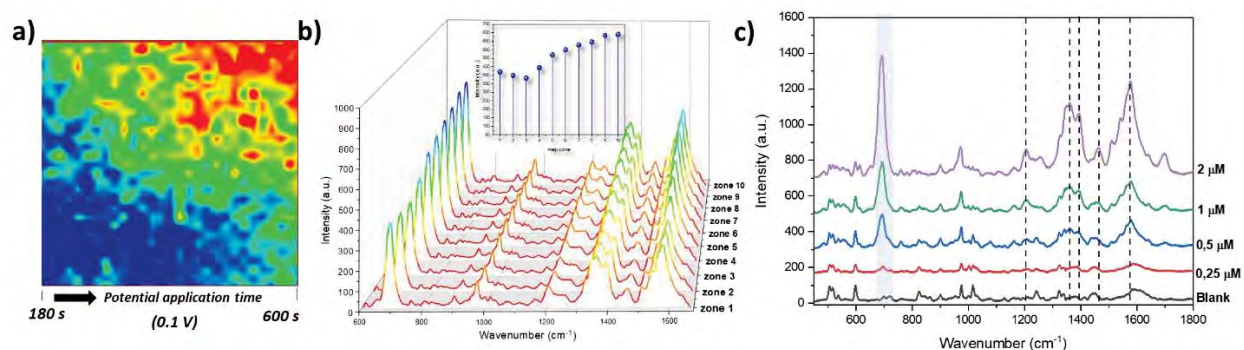 a)
180 s
Potential application time
(0.1 V)
600 s
b)
Intensity (a.u.)
1000
900
800
700
600
500
400
300
200
100
0
600
800
1000
1200
1400
1600
Wavenumber (cm⁻¹)
zone 10
zone 9
zone 8
zone 7
zone 6
zone 5
zone 4
zone 3
zone 2
zone 1
Intensity (a.u.)
map zone
c)
Intensity (a.u.)
1600
1400
1200
1000
800
600
400
200
0
600
800
1000
1200
1400
1600
1800
Wavenumber (cm⁻¹)
2 µM
1 µM
0,5 µM
0,25 µM
Blank